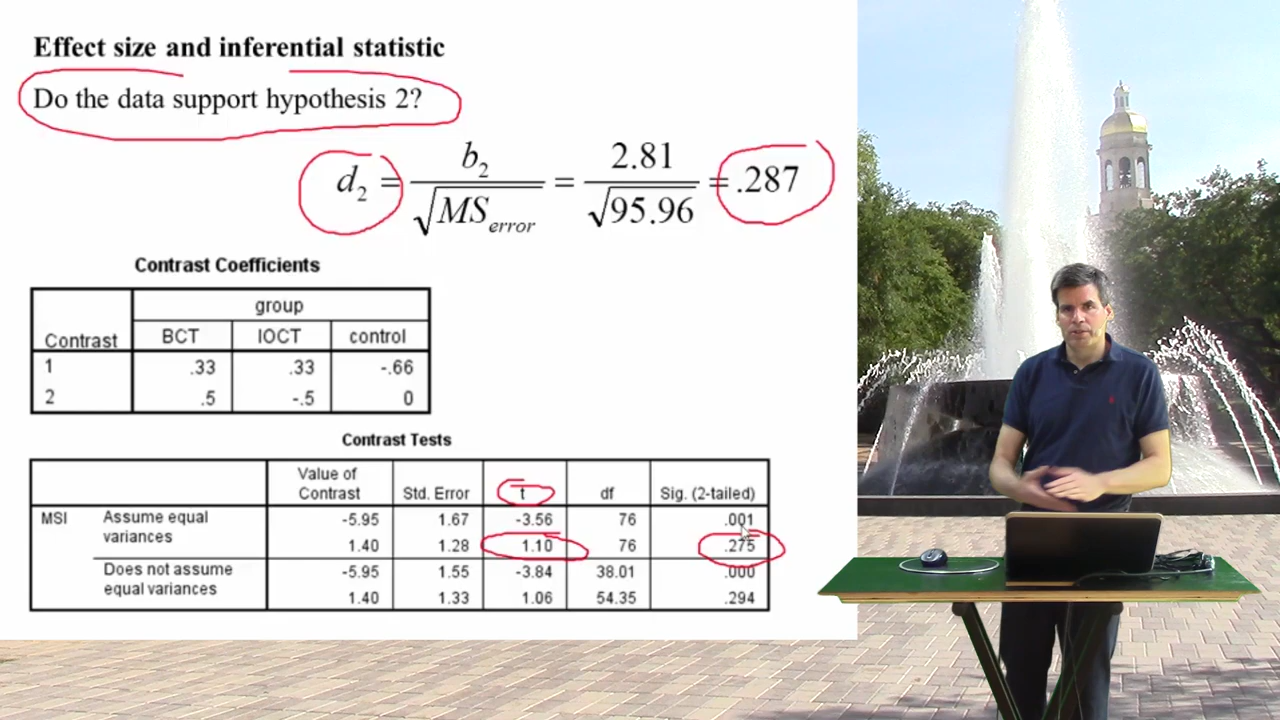 Effect size and inferential statistic
Do the data support hypothesis 2?
d₂ = b₂ / √MS_error = 2.81 / √95.96 = .287
Contrast Coefficients
group
Contrast BCT IOCT control
1 .33 .33 -.66
2 .5 -.5 0
Contrast Tests
Value of Contrast Std. Error t df Sig. (2-tailed)
MSI Assume equal variances -5.95 1.67 -3.56 76 .001
1.40 1.28 1.10 76 .275
Does not assume equal variances -5.95 1.55 -3.84 38.01 .000
1.40 1.33 1.06 54.35 .294